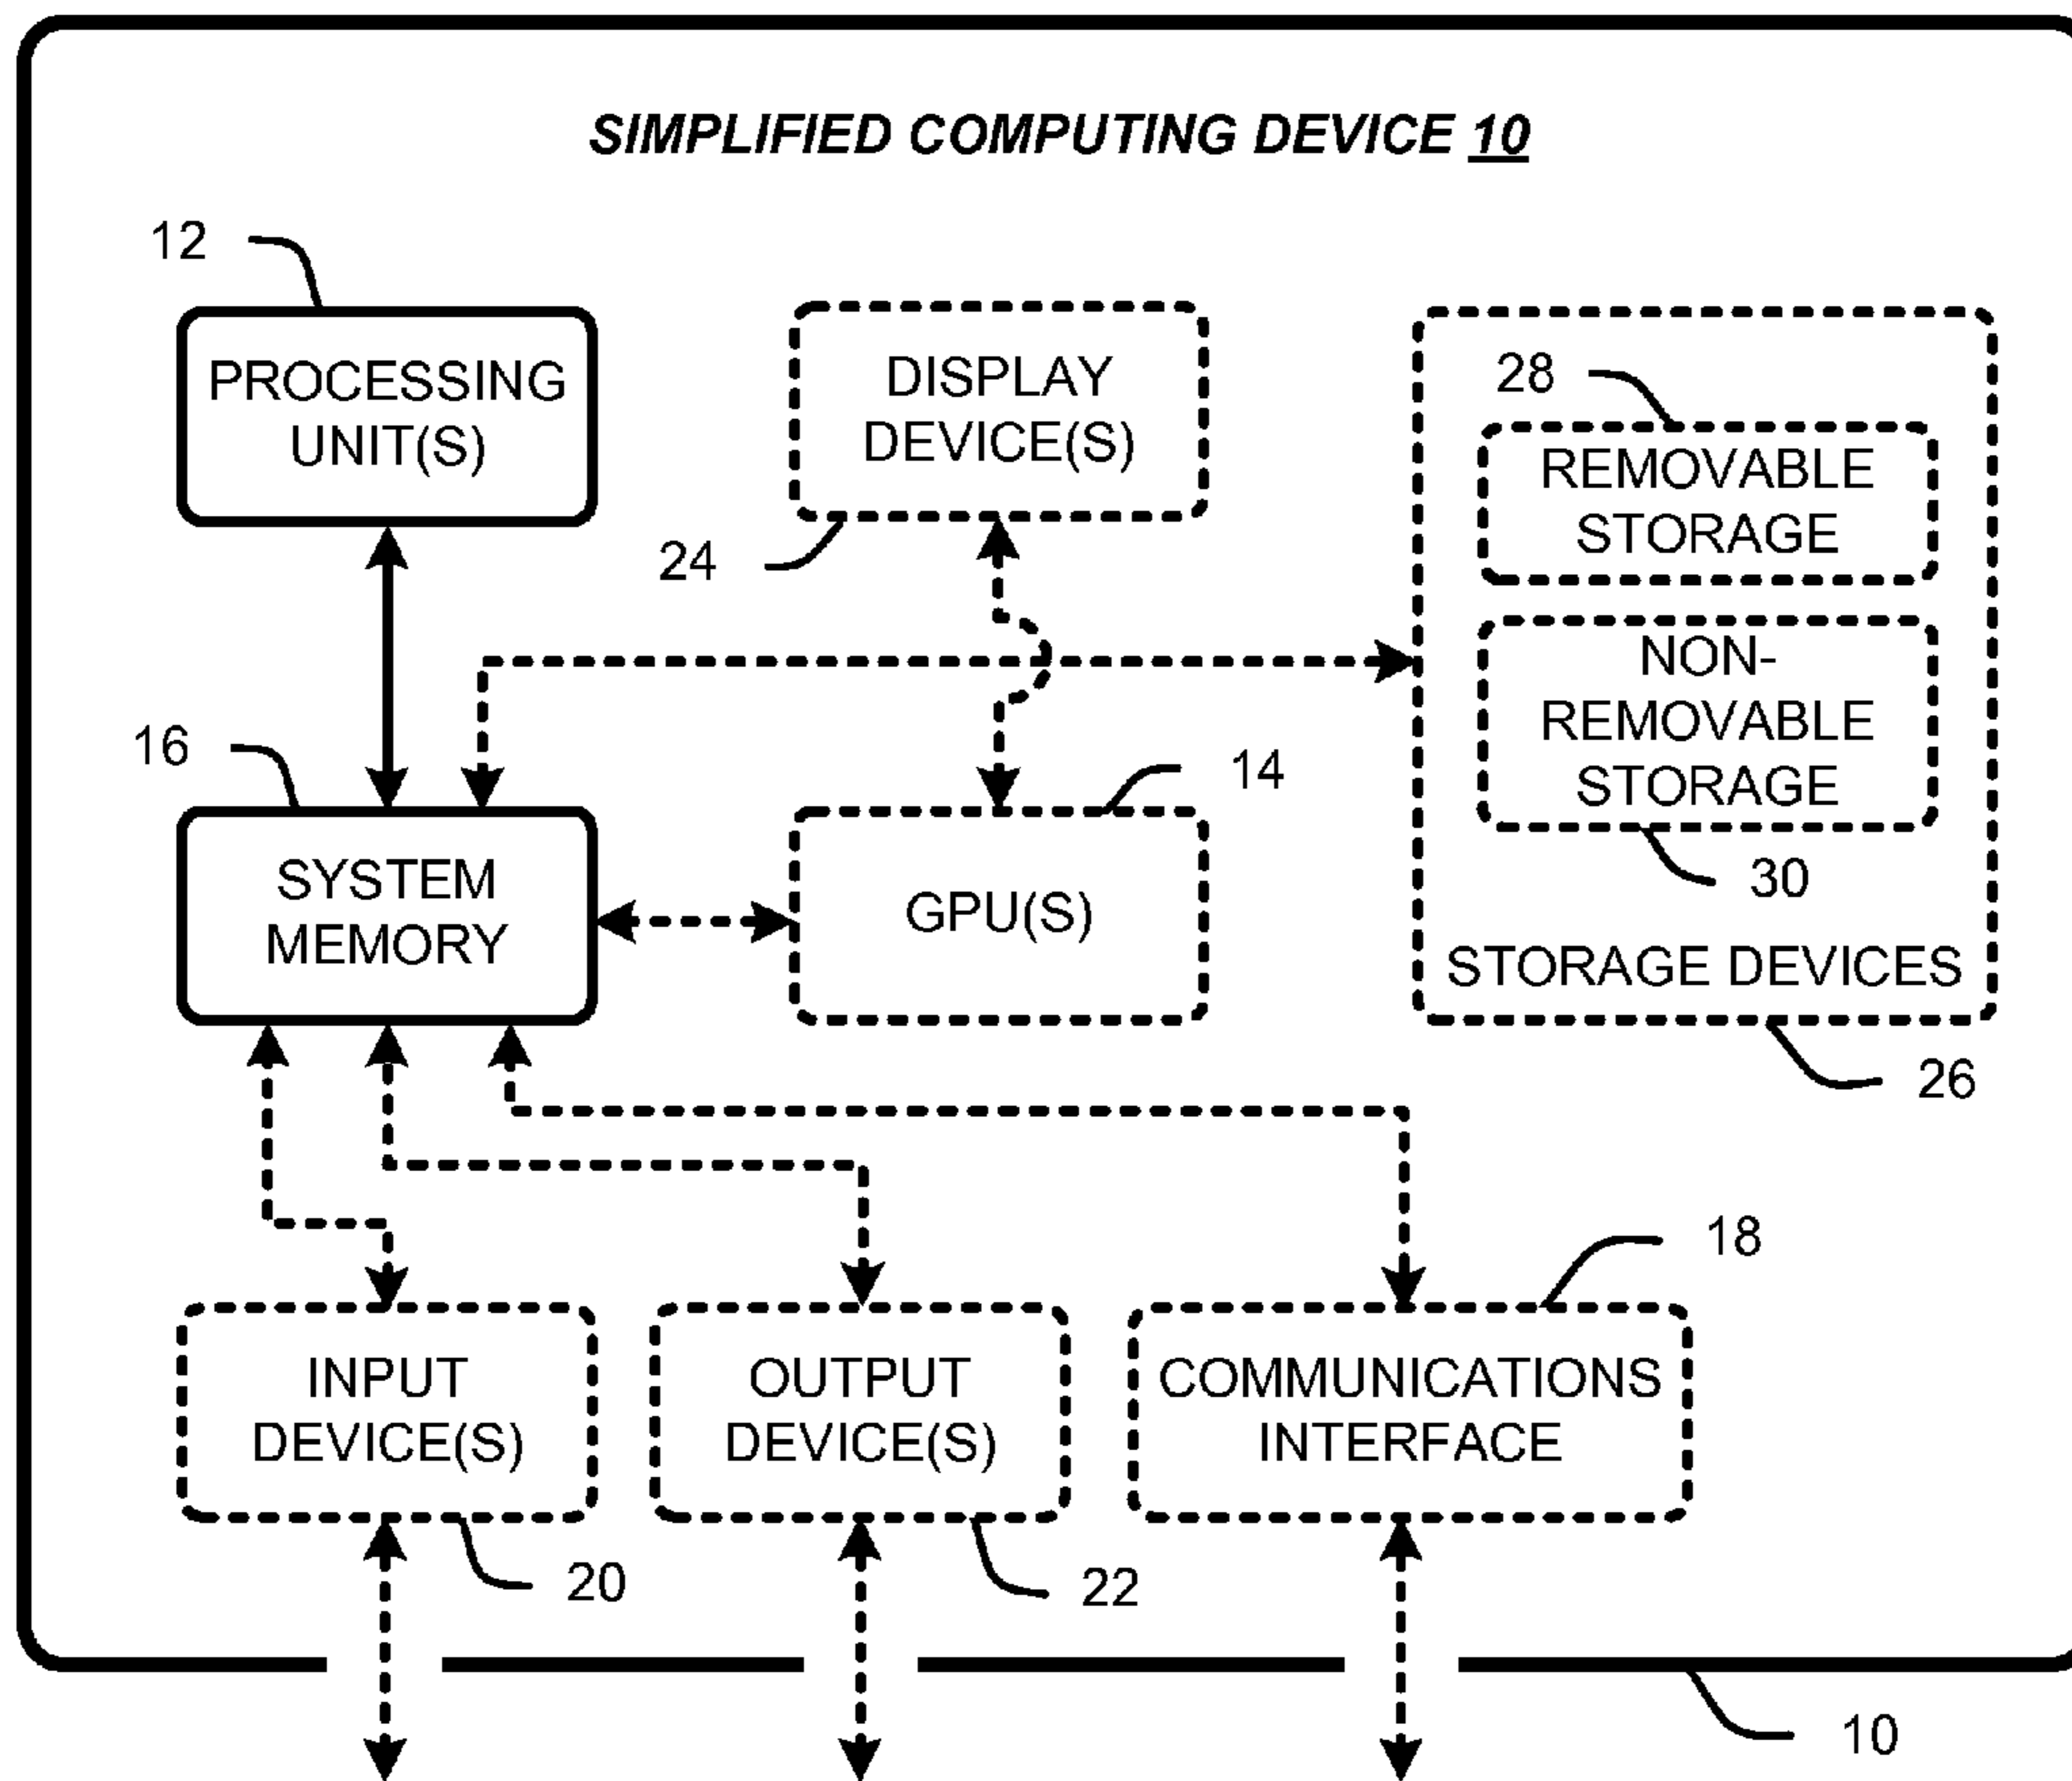 SIMPLIFIED COMPUTING DEVICE 10
12
PROCESSING
UNIT(S)
DISPLAY
DEVICE(S)
24
28
REMOVABLE
STORAGE
NON-
REMOVABLE
STORAGE
30
STORAGE DEVICES
26
16
SYSTEM
MEMORY
14
GPU(S)
18
INPUT
DEVICE(S)
20
OUTPUT
DEVICE(S)
22
COMMUNICATIONS
INTERFACE
10